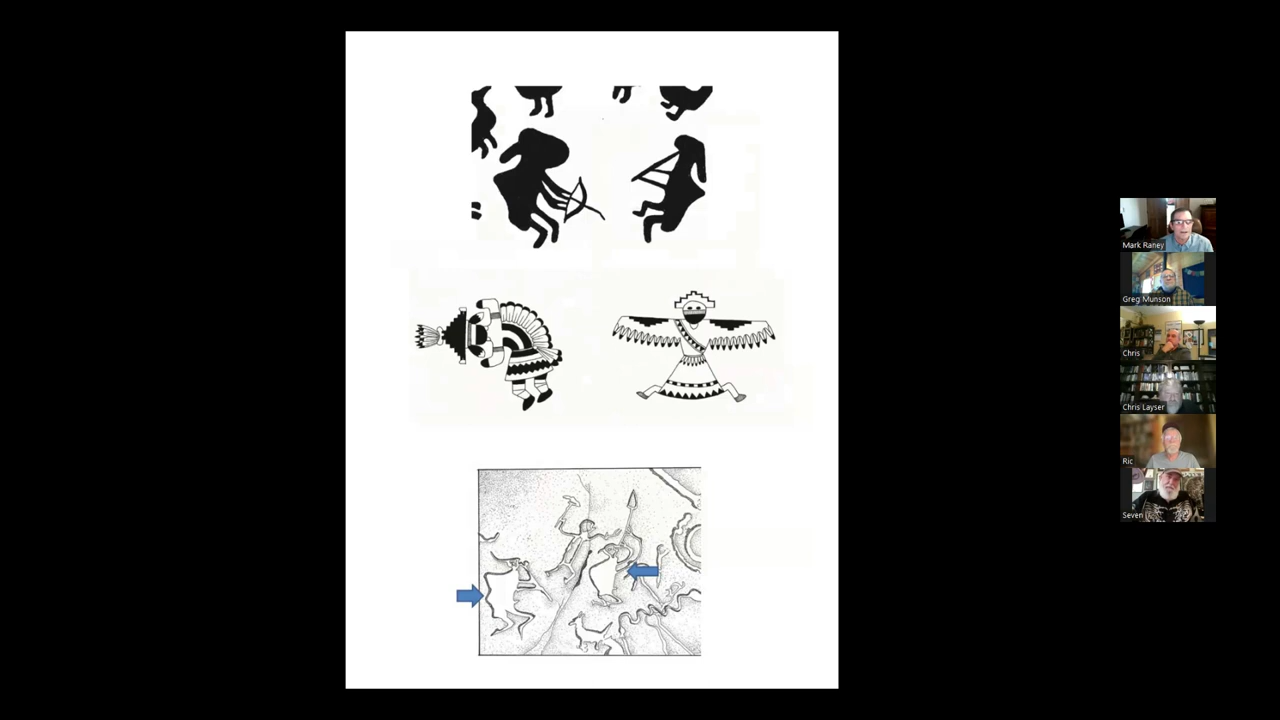 Mark Raney
Greg Munson
Chris
Chris Layser
Ric
Seven